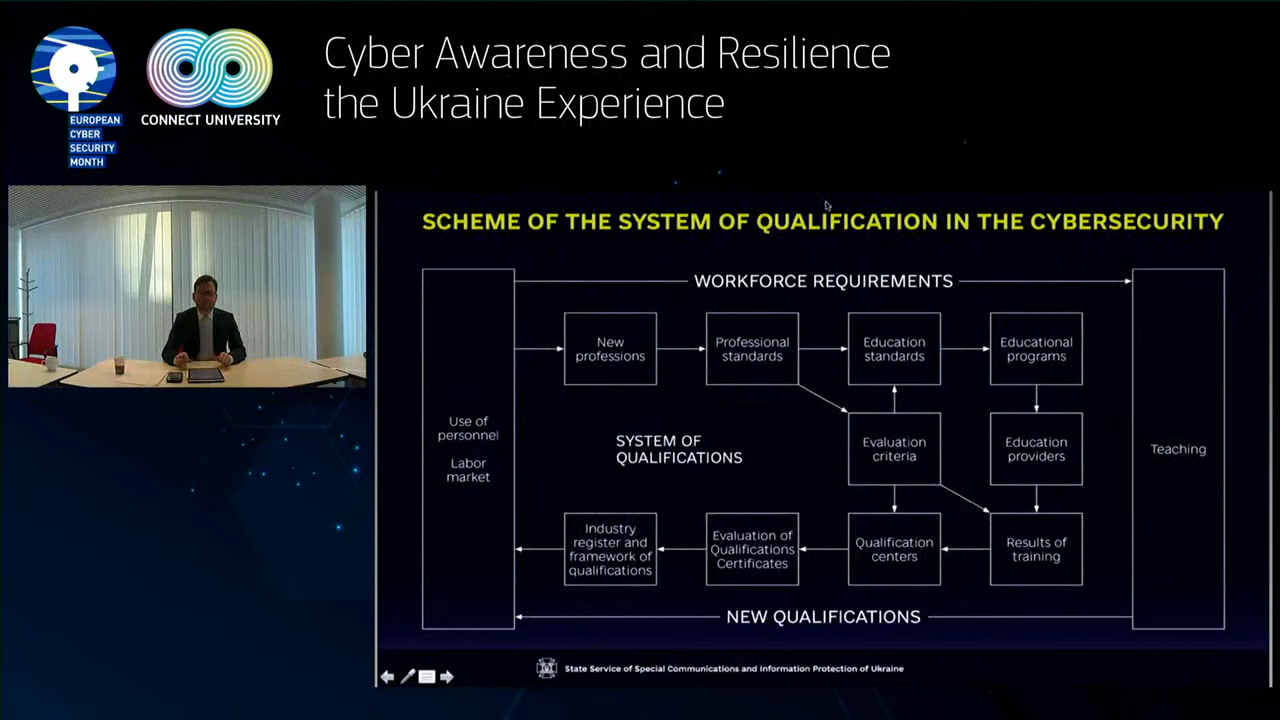 Cyber Awareness and Resilience
the Ukraine Experience
EUROPEAN
CYBER
SECURITY
MONTH
CONNECT UNIVERSITY
SCHEME OF THE SYSTEM OF QUALIFICATION IN THE CYBERSECURITY
WORKFORCE REQUIREMENTS
New
professions
Professional
standards
Education
standards
Educational
programs
Use of
personnel
Labor
market
SYSTEM OF
QUALIFICATIONS
Evaluation
criteria
Education
providers
Teaching
Industry
register and
framework of
qualifications
Evaluation of
Qualifications
Certificates
Qualification
centers
Results of
training
NEW QUALIFICATIONS
State Service of Special Communications and Information Protection of Ukraine